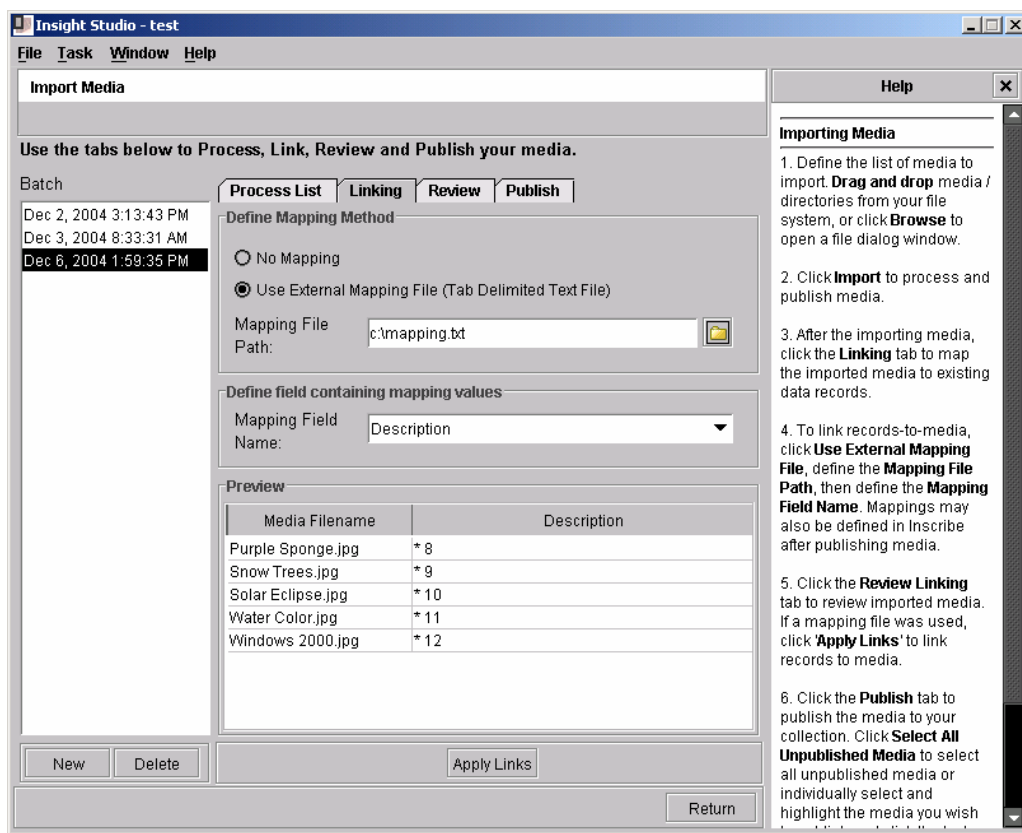 Insight Studio - test
File Task Window Help
Import Media
Use the tabs below to Process, Link, Review and Publish your media.
Batch
Dec 2, 2004 3:13:43 PM
Dec 3, 2004 8:33:31 AM
Dec 6, 2004 1:59:35 PM
New Delete
Process List Linking Review Publish
Define Mapping Method
No Mapping
Use External Mapping File (Tab Delimited Text File)
Mapping File
Path:
c:\mapping.txt
Define field containing mapping values
Mapping Field
Name:
Description
Preview
Media Filename Description
Purple Sponge.jpg * 8
Snow Trees.jpg * 9
Solar Eclipse.jpg * 10
Water Color.jpg * 11
Windows 2000.jpg * 12
Apply Links
Return
Help
Importing Media
1. Define the list of media to
import. Drag and drop media /
directories from your file
system, or click Browse to
open a file dialog window.
2. Click Import to process and
publish media.
3. After the importing media,
click the Linking tab to map
the imported media to existing
data records.
4. To link records-to-media,
click Use External Mapping
File, define the Mapping File
Path, then define the Mapping
Field Name. Mappings may
also be defined in Inscribe
after publishing media.
5. Click the Review Linking
tab to review imported media.
If a mapping file was used,
click 'Apply Links' to link
records to media.
6. Click the Publish tab to
publish the media to your
collection. Click Select All
Unpublished Media to select
all unpublished media or
individually select and
highlight the media you wish